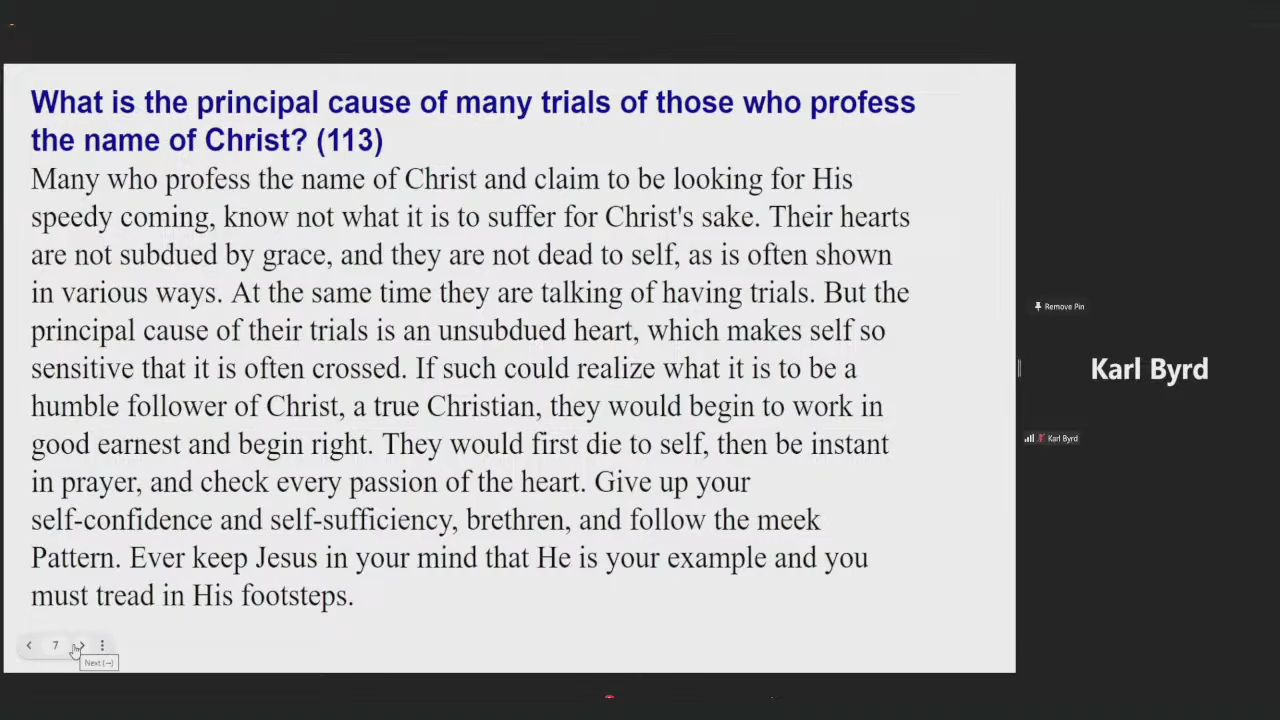 What is the principal cause of many trials of those who profess
the name of Christ? (113)
Many who profess the name of Christ and claim to be looking for His
speedy coming, know not what it is to suffer for Christ's sake. Their hearts
are not subdued by grace, and they are not dead to self, as is often shown
in various ways. At the same time they are talking of having trials. But the
principal cause of their trials is an unsubdued heart, which makes self so
sensitive that it is often crossed. If such could realize what it is to be a
humble follower of Christ, a true Christian, they would begin to work in
good earnest and begin right. They would first die to self, then be instant
in prayer, and check every passion of the heart. Give up your
self-confidence and self-sufficiency, brethren, and follow the meek
Pattern. Ever keep Jesus in your mind that He is your example and you
must tread in His footsteps.
7
Next (→)
Remove Pin
Karl Byrd
Karl Byrd